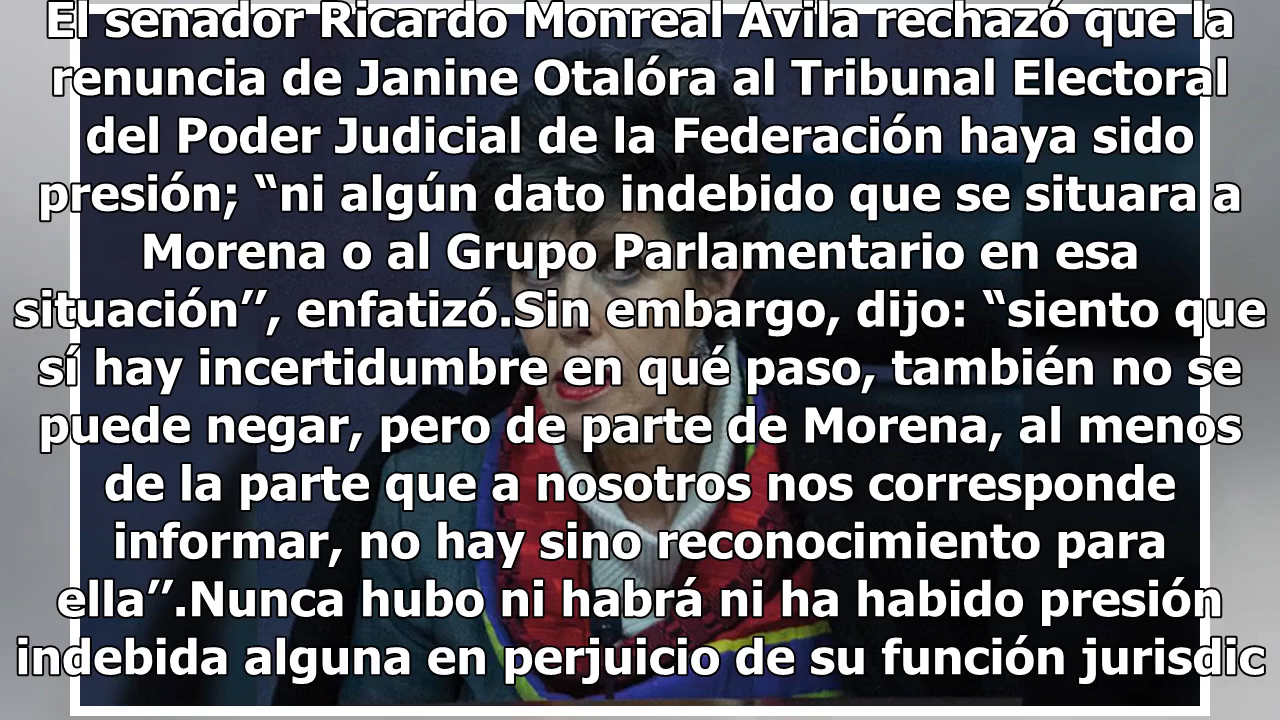 El senador Ricardo Monreal Ávila rechazó que la
renuncia de Janine Otalóra al Tribunal Electoral
del Poder Judicial de la Federación haya sido
presión; “ni algún dato indebido que se situara a
Morena o al Grupo Parlamentario en esa
situación”, enfatizó.Sin embargo, dijo: “siento que
sí hay incertidumbre en qué paso, también no se
puede negar, pero de parte de Morena, al menos
de la parte que a nosotros nos corresponde
informar, no hay sino reconocimiento para
ella”.Nunca hubo ni habrá ni ha habido presión
indebida alguna en perjuicio de su función jurisdic